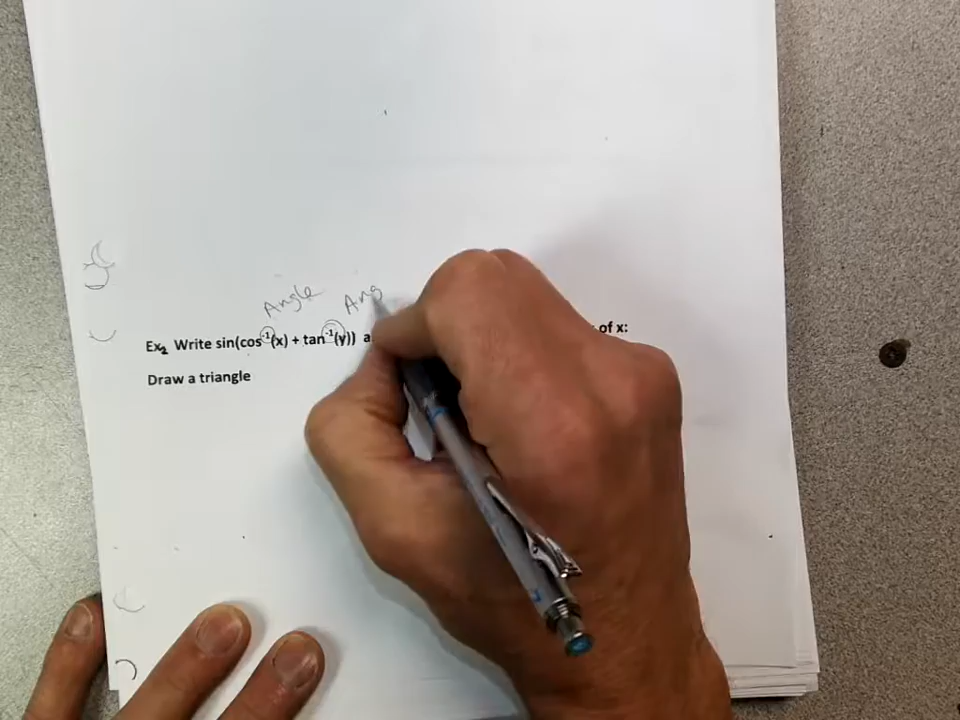 Angle Ang
Ex2 Write sin(cos-1(x) + tan-1(y)) a of x:
Draw a triangle